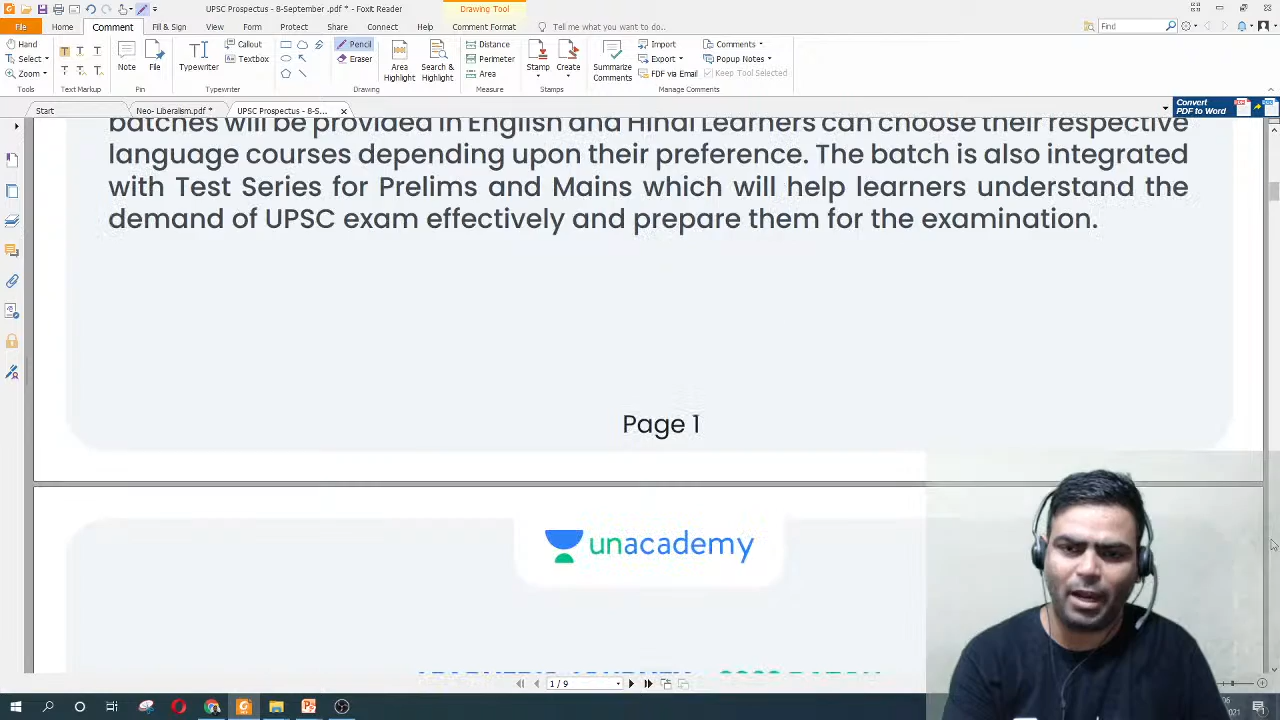 UPSC Prospectus - 8-September .pdf * - Foxit Reader
Drawing Tool
File Home Comment Fill & Sign Form Protect Share Connect Help Comment Format Tell me what you want to do... Find
Hand
Select
Zoom
Tools
Text Markup
Note
File
Typewriter
Callout
Textbox
Typewriter
Pencil
Eraser
Area Highlight
Search & Highlight
Drawing
Distance
Perimeter
Area
Measure
Stamp
Create
Stamps
Summarize Comments
Import
Export
FDF via Email
Comments
Popup Notes
Keep Tool Selected
Manage Comments
Start
Neo- Liberalism.pdf *
UPSC Prospectus - 8-S...
Convert
PDF to Word
batches will be provided in English and Hindi Learners can choose their respective
language courses depending upon their preference. The batch is also integrated
with Test Series for Prelims and Mains which will help learners understand the
demand of UPSC exam effectively and prepare them for the examination.
Page 1
unacademy
1 / 9